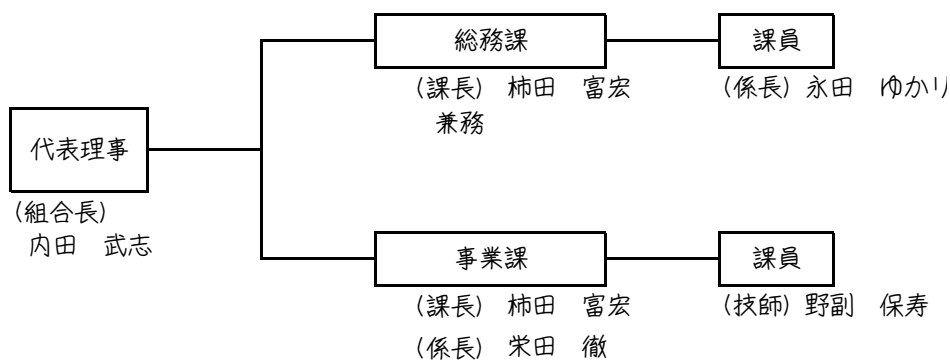 総務課
課員
(課長) 柿田 富宏
兼務
(係長) 永田 ゆかり
代表理事
(組合長)
内田 武志
事業課
課員
(課長) 柿田 富宏
(技師) 野副 保寿
(係長) 栄田 徹